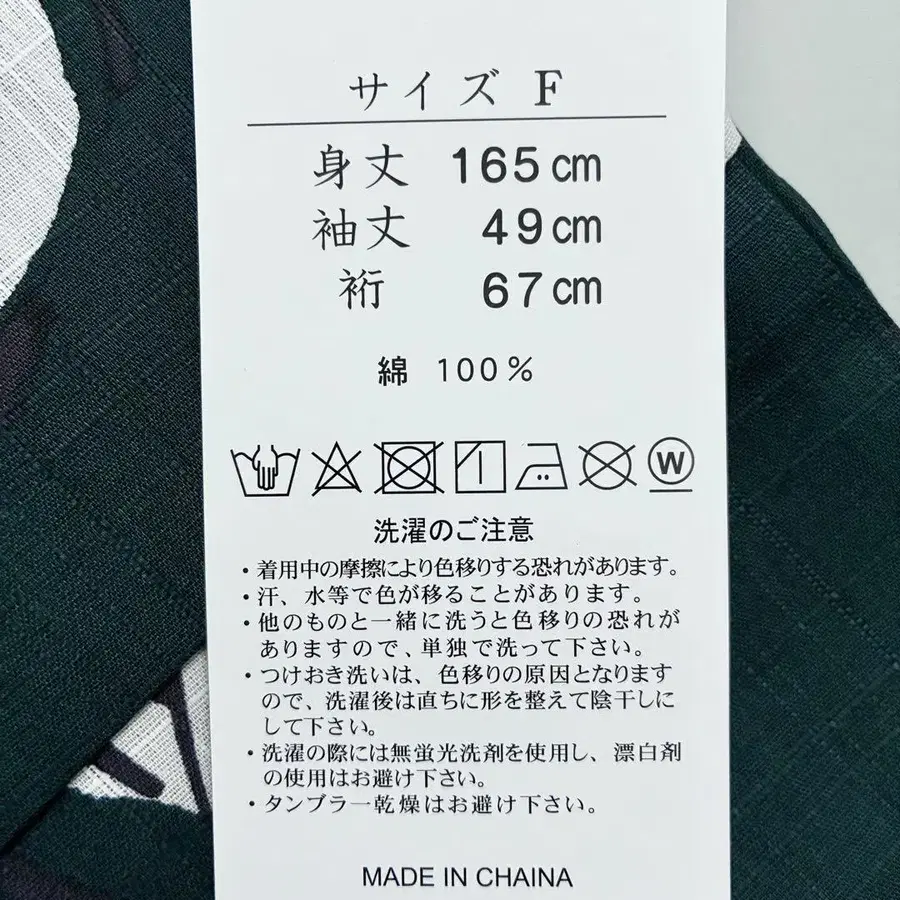 サイズ F
身丈 165cm
袖丈 49cm
裄 67cm
綿 100%
W
洗濯のご注意
・着用中の摩擦により色移りする恐れがあります。
・汗、水等で色が移ることがあります。
・他のものと一緒に洗うと色移りの恐れが
ありますので、単独で洗って下さい。
・つけおき洗いは、色移りの原因となります
ので、洗濯後は直ちに形を整えて陰干しに
して下さい。
・洗濯の際には無蛍光洗剤を使用し、漂白剤
の使用はお避け下さい。
・タンブラー乾燥はお避け下さい。
MADE IN CHAINA